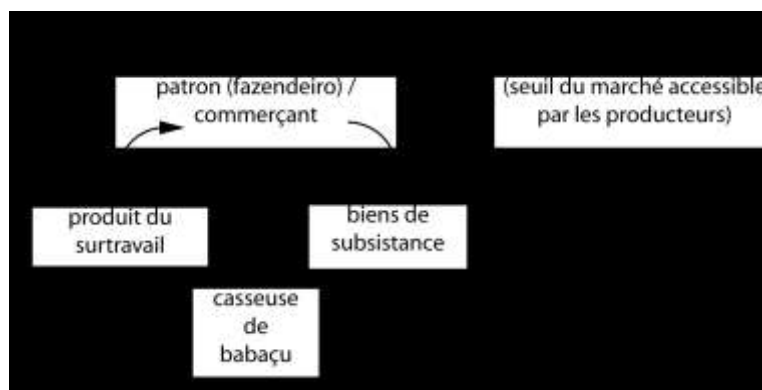 patron (fazendeiro) /
commerçant
(seuil du marché accessible
par les producteurs)
produit du
surtravail
biens de
subsistance
casseuse
de
babaçu